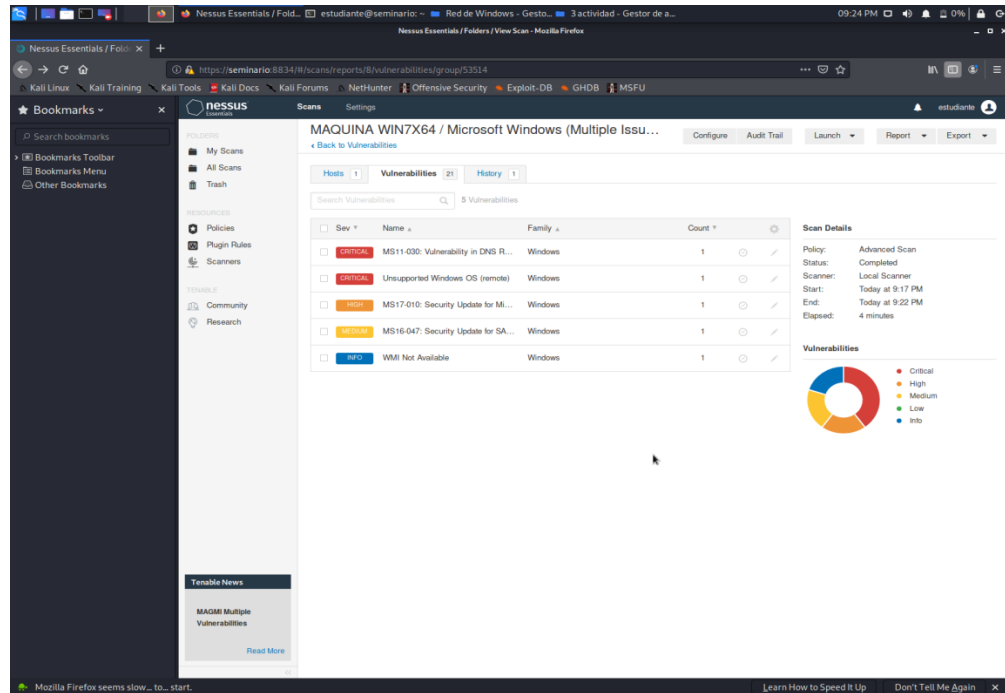 Nessus Essentials / Fold...
estudiante@seminario: ~
Red de Windows - Gesto...
3 actividad - Gestor de a...
09:24 PM
0%
Nessus Essentials / Folders / View Scan - Mozilla Firefox
Nessus Essentials / Fold
https://seminario:8834/#/scans/reports/8/vulnerabilities/group/53514
Kali Linux Kali Training Kali Tools Kali Docs Kali Forums NetHunter Offensive Security Exploit-DB GHDB MSFU
Bookmarks
Search bookmarks
Bookmarks Toolbar
Bookmarks Menu
Other Bookmarks
nessus
Essentials
Scans Settings
estudiante
FOLDERS
My Scans
All Scans
Trash
RESOURCES
Policies
Plugin Rules
Scanners
TENABLE
Community
Research
Tenable News
MAGMI Multiple
Vulnerabilities
Read More
MAQUINA WIN7X64 / Microsoft Windows (Multiple Issu...
Back to Vulnerabilities
Configure Audit Trail Launch Report Export
Hosts 1 Vulnerabilities 21 History 1
Search Vulnerabilities
5 Vulnerabilities
Sev Name Family Count
CRITICAL MS11-030: Vulnerability in DNS R... Windows 1
CRITICAL Unsupported Windows OS (remote) Windows 1
HIGH MS17-010: Security Update for Mi... Windows 1
MEDIUM MS16-047: Security Update for SA... Windows 1
INFO WMI Not Available Windows 1
Scan Details
Policy: Advanced Scan
Status: Completed
Scanner: Local Scanner
Start: Today at 9:17 PM
End: Today at 9:22 PM
Elapsed: 4 minutes
Vulnerabilities
Critical
High
Medium
Low
Info
Mozilla Firefox seems slow... to... start.
Learn How to Speed It Up
Don't Tell Me Again